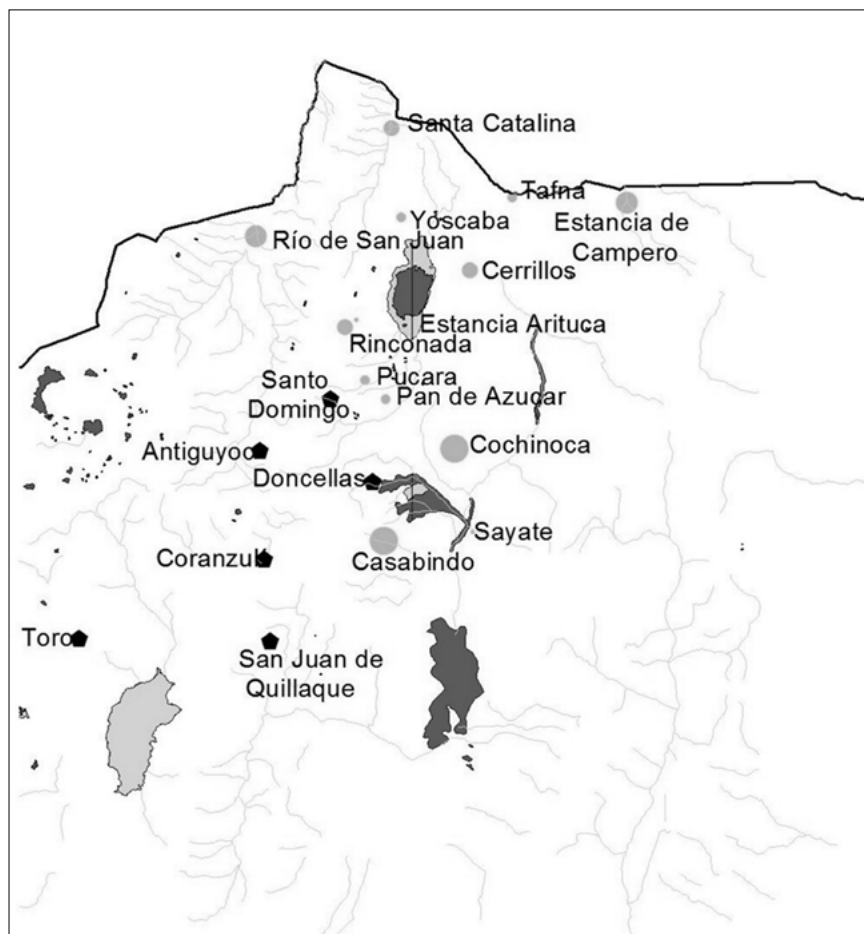 Santa Catalina
Tafna
Yoscaba
Estancia de
Campero
Río de San Juan
Cerrillos
Estancia Arituca
Rinconada
Pucara
Santo
Domingo
Pan de Azucar
Antiguyoc
Cochinoca
Doncellas
Sayate
Coranzulí
Casabindo
Toro
San Juan de
Quillaque